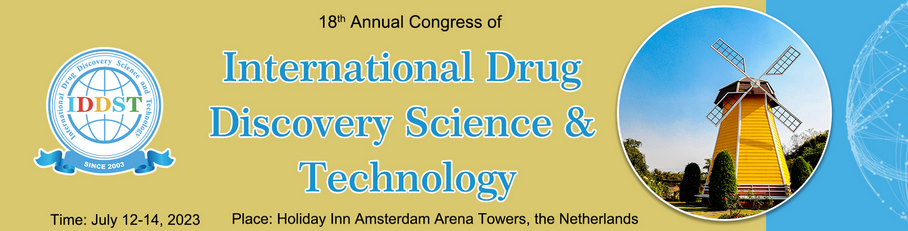 18th Annual Congress of
International Drug
Discovery Science &
Technology
International Drug Discovery Science and Technology
IDDST
SINCE 2003
Time: July 12-14, 2023
Place: Holiday Inn Amsterdam Arena Towers, the Netherlands